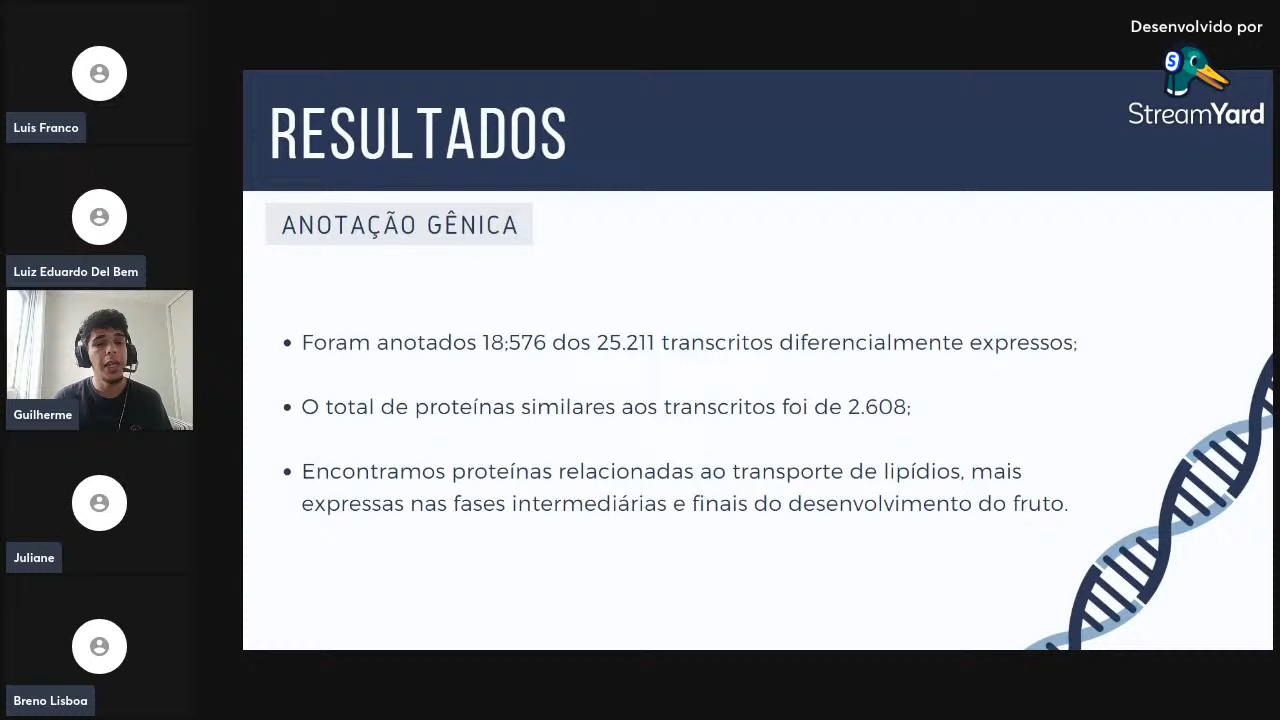 Desenvolvido por
S
StreamYard
Luis Franco
Luiz Eduardo Del Bem
Guilherme
Juliane
Breno Lisboa
RESULTADOS
ANOTAÇÃO GÊNICA
• Foram anotados 18;576 dos 25.211 transcritos diferencialmente expressos;
• O total de proteínas similares aos transcritos foi de 2.608;
• Encontramos proteínas relacionadas ao transporte de lipídios, mais
expressas nas fases intermediárias e finais do desenvolvimento do fruto.